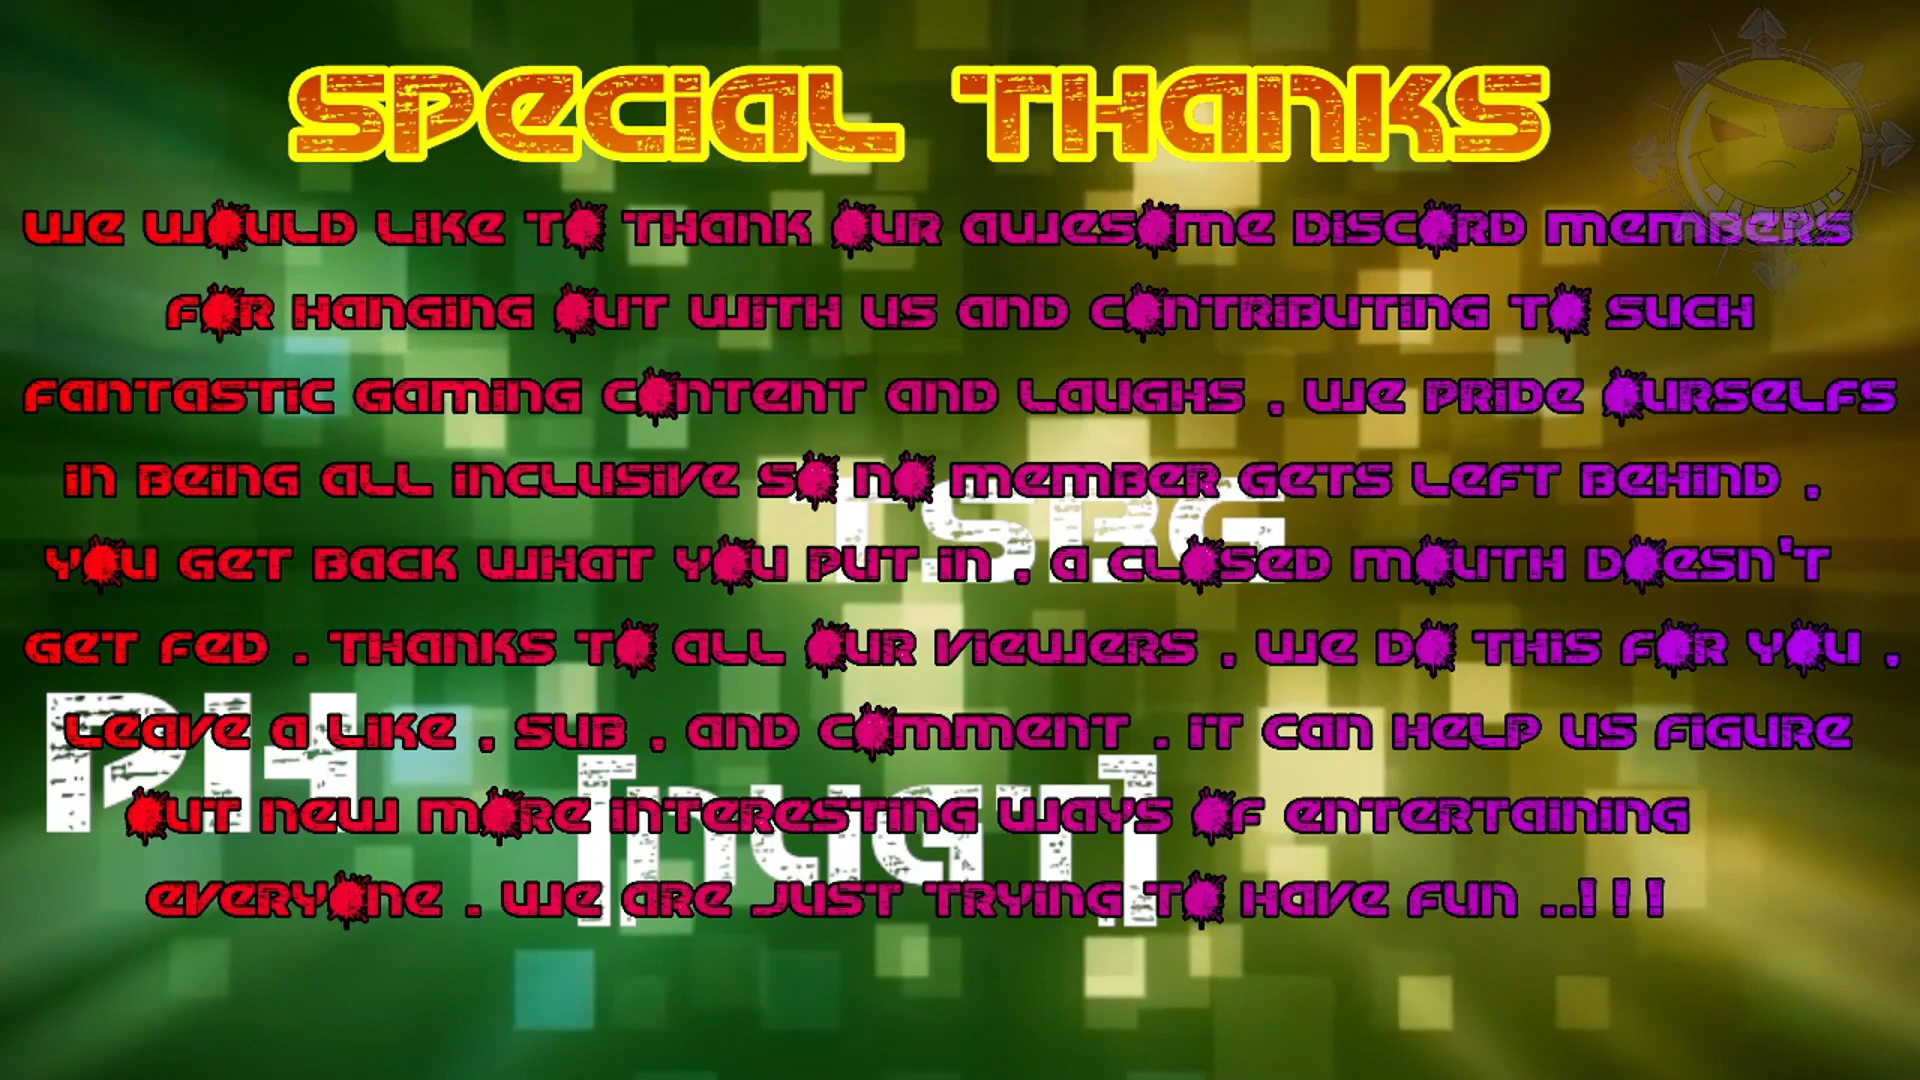 SPECIAL THANKS
WE WOULD LIKE TO THANK OUR AWESOME DISCORD MEMBERS
FOR HANGING OUT WITH US AND CONTRIBUTING TO SUCH
FANTASTIC GAMING CONTENT AND LAUGHS . WE PRIDE OURSELFS
IN BEING ALL INCLUSIVE SO NO MEMBER GETS LEFT BEHIND .
TSBG
YOU GET BACK WHAT YOU PUT IN . A CLOSED MOUTH DOESN'T
GET FED . THANKS TO ALL OUR VIEWERS . WE DO THIS FOR YOU .
PH
LEAVE A LIKE . SUB . AND COMMENT . IT CAN HELP US FIGURE
OUT NEW MORE INTERESTING WAYS OF ENTERTAINING
EVERYONE . WE ARE JUST TRYING TO HAVE FUN ..!!!